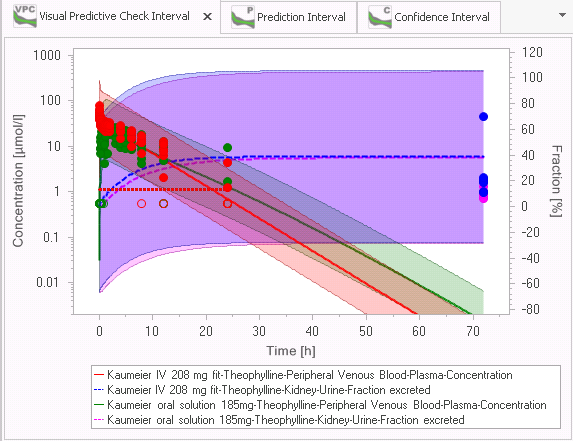 VPC Visual Predictive Check Interval x P Prediction Interval C Confidence Interval
1000
100
10
1
0.1
0.01
Concentration [µmol/l]
120
100
80
60
40
20
0
-20
-40
-60
-80
Fraction [%]
0 10 20 30 40 50 60 70
Time [h]
Kaumeier IV 208 mg fit-Theophylline-Peripheral Venous Blood-Plasma-Concentration
Kaumeier IV 208 mg fit-Theophylline-Kidney-Urine-Fraction excreted
Kaumeier oral solution 185mg-Theophylline-Peripheral Venous Blood-Plasma-Concentration
Kaumeier oral solution 185mg-Theophylline-Kidney-Urine-Fraction excreted